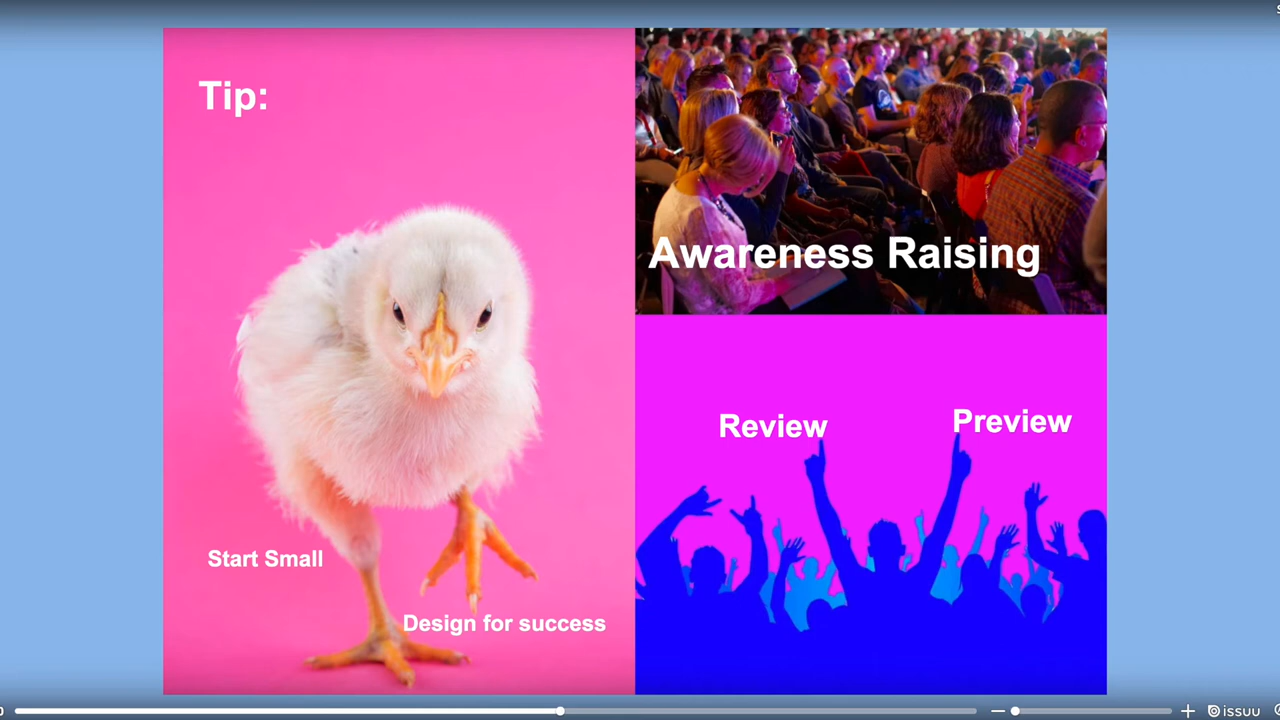 Tip:
Start Small
Design for success
Awareness Raising
Review
Preview
issuu